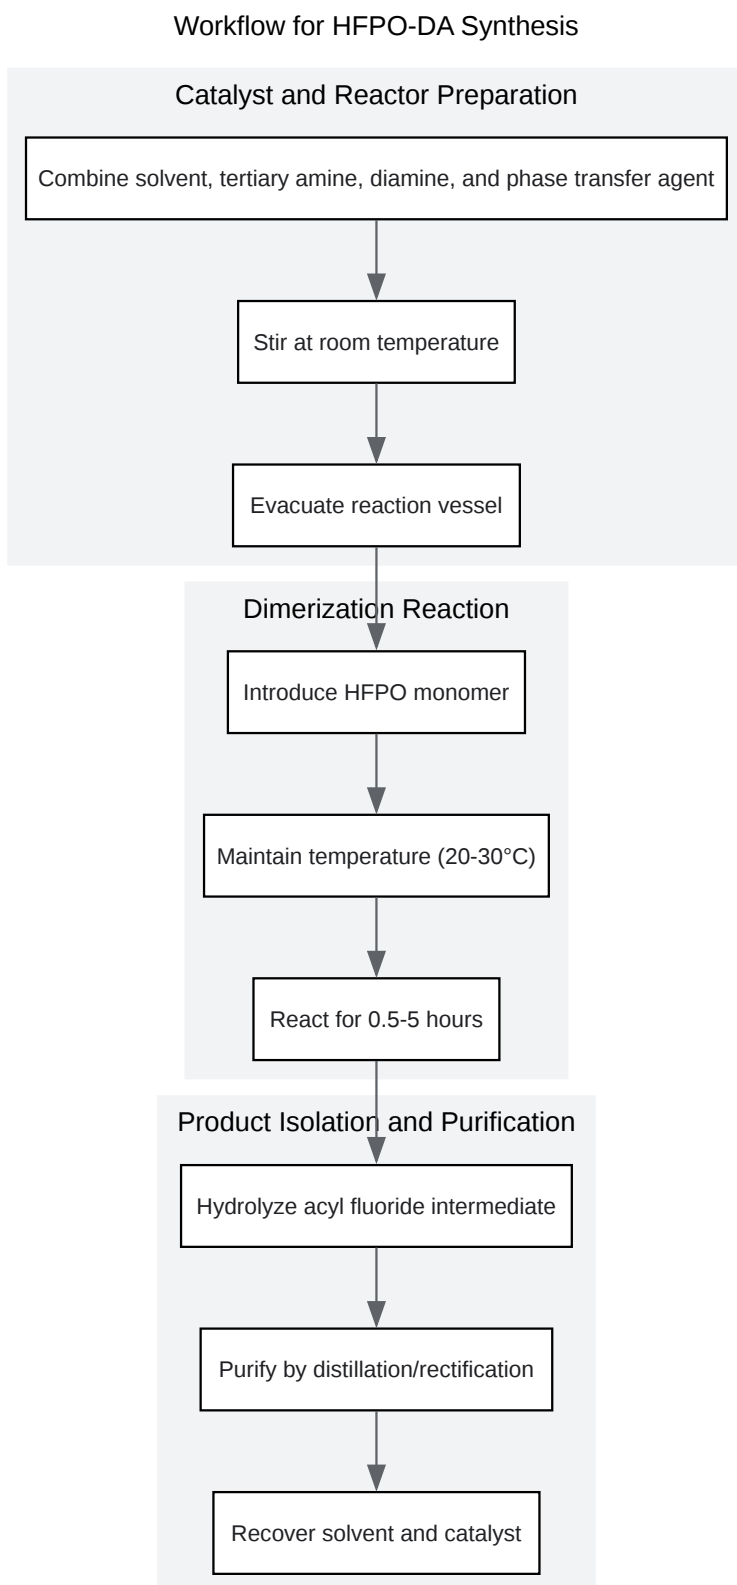 Workflow for HFPO-DA Synthesis
Catalyst and Reactor Preparation
Combine solvent, tertiary amine, diamine, and phase transfer agent
Stir at room temperature
Evacuate reaction vessel
Dimerization Reaction
Introduce HFPO monomer
Maintain temperature (20-30°C)
React for 0.5-5 hours
Product Isolation and Purification
Hydrolyze acyl fluoride intermediate
Purify by distillation/rectification
Recover solvent and catalyst